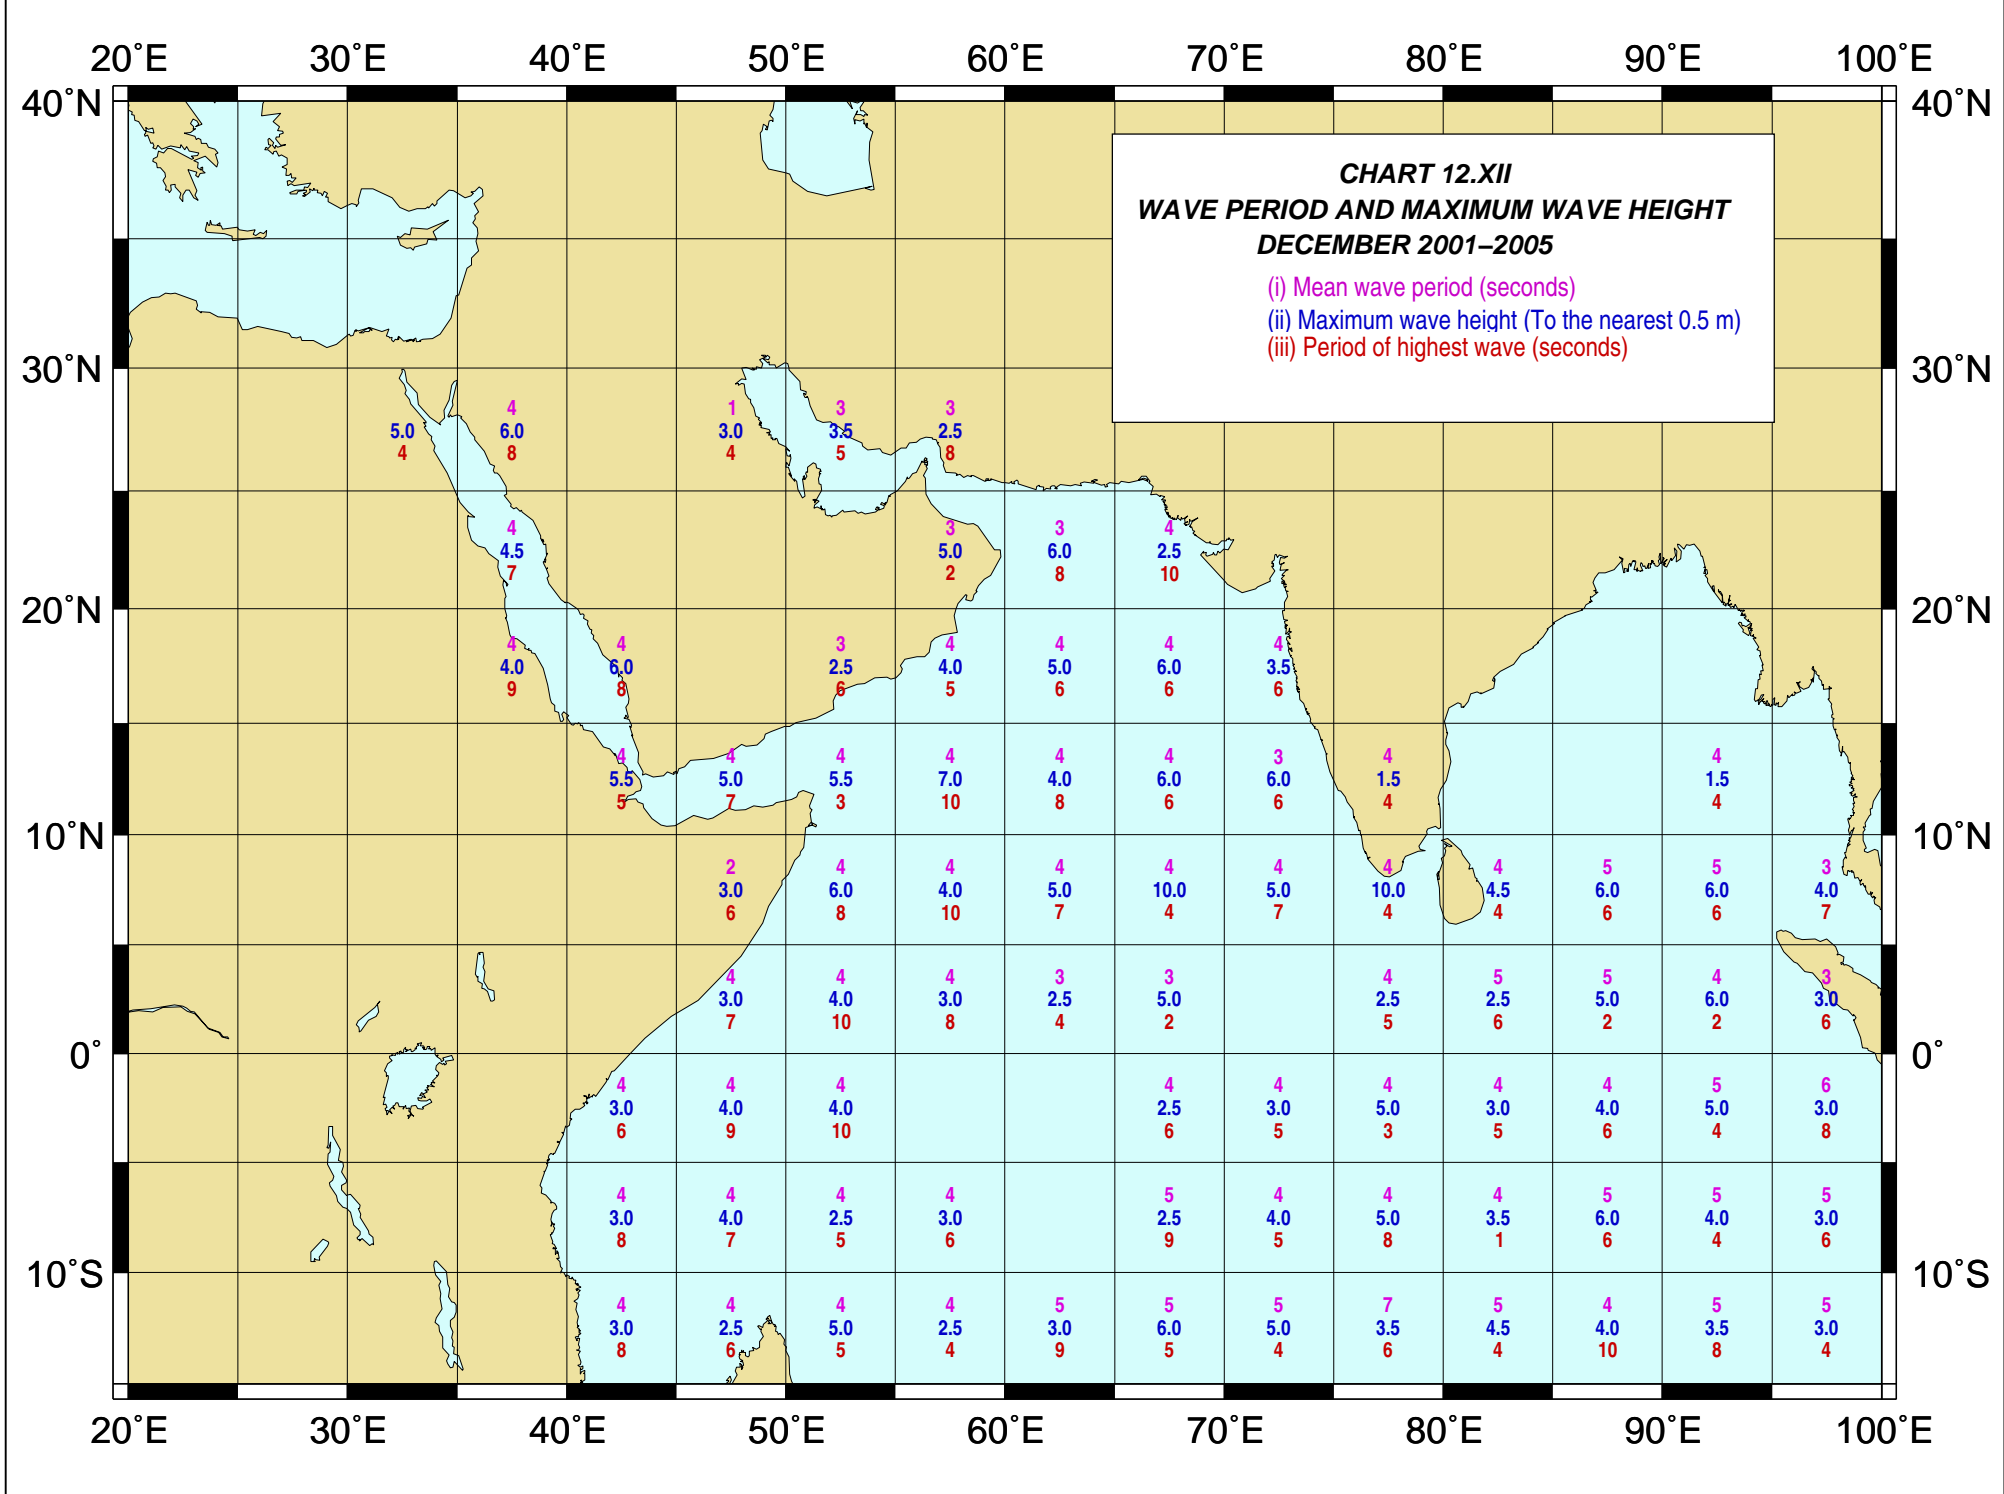 20°E 30°E 40°E 50°E 60°E 70°E 80°E 90°E 100°E
40°N 40°N
CHART 12.XII
WAVE PERIOD AND MAXIMUM WAVE HEIGHT
DECEMBER 2001–2005
(i) Mean wave period (seconds)
(ii) Maximum wave height (To the nearest 0.5 m)
(iii) Period of highest wave (seconds)
30°N 30°N
4 1 3 3
5.0 6.0 3.0 3.5 2.5
4 8 4 5 8
4 3 3 4
4.5 5.0 6.0 2.5
7 2 8 10
20°N 20°N
4 4 3 4 4 4 4
4.0 6.0 2.5 4.0 5.0 6.0 3.5
9 8 6 5 6 6 6
4 4 4 4 4 4 3 4 4
5.5 5.0 5.5 7.0 4.0 6.0 6.0 1.5 1.5
5 7 3 10 8 6 6 4 4
10°N 10°N
2 4 4 4 4 4 4 4 5 5 3
3.0 6.0 4.0 5.0 10.0 5.0 10.0 4.5 6.0 6.0 4.0
6 8 10 7 4 7 4 4 6 6 7
4 4 4 3 3 4 5 5 4 3
3.0 4.0 3.0 2.5 5.0 2.5 2.5 5.0 6.0 3.0
7 10 8 4 2 5 6 2 2 6
0° 0°
4 4 4 4 4 4 4 4 5 6
3.0 4.0 4.0 2.5 3.0 5.0 3.0 4.0 5.0 3.0
6 9 10 6 5 3 5 6 4 8
4 4 4 4 5 4 4 4 5 5 5
3.0 4.0 2.5 3.0 2.5 4.0 5.0 3.5 6.0 4.0 3.0
8 7 5 6 9 5 8 1 6 4 6
10°S 10°S
4 4 4 4 5 5 5 7 5 4 5 5
3.0 2.5 5.0 2.5 3.0 6.0 5.0 3.5 4.5 4.0 3.5 3.0
8 6 5 4 9 5 4 6 4 10 8 4
20°E 30°E 40°E 50°E 60°E 70°E 80°E 90°E 100°E